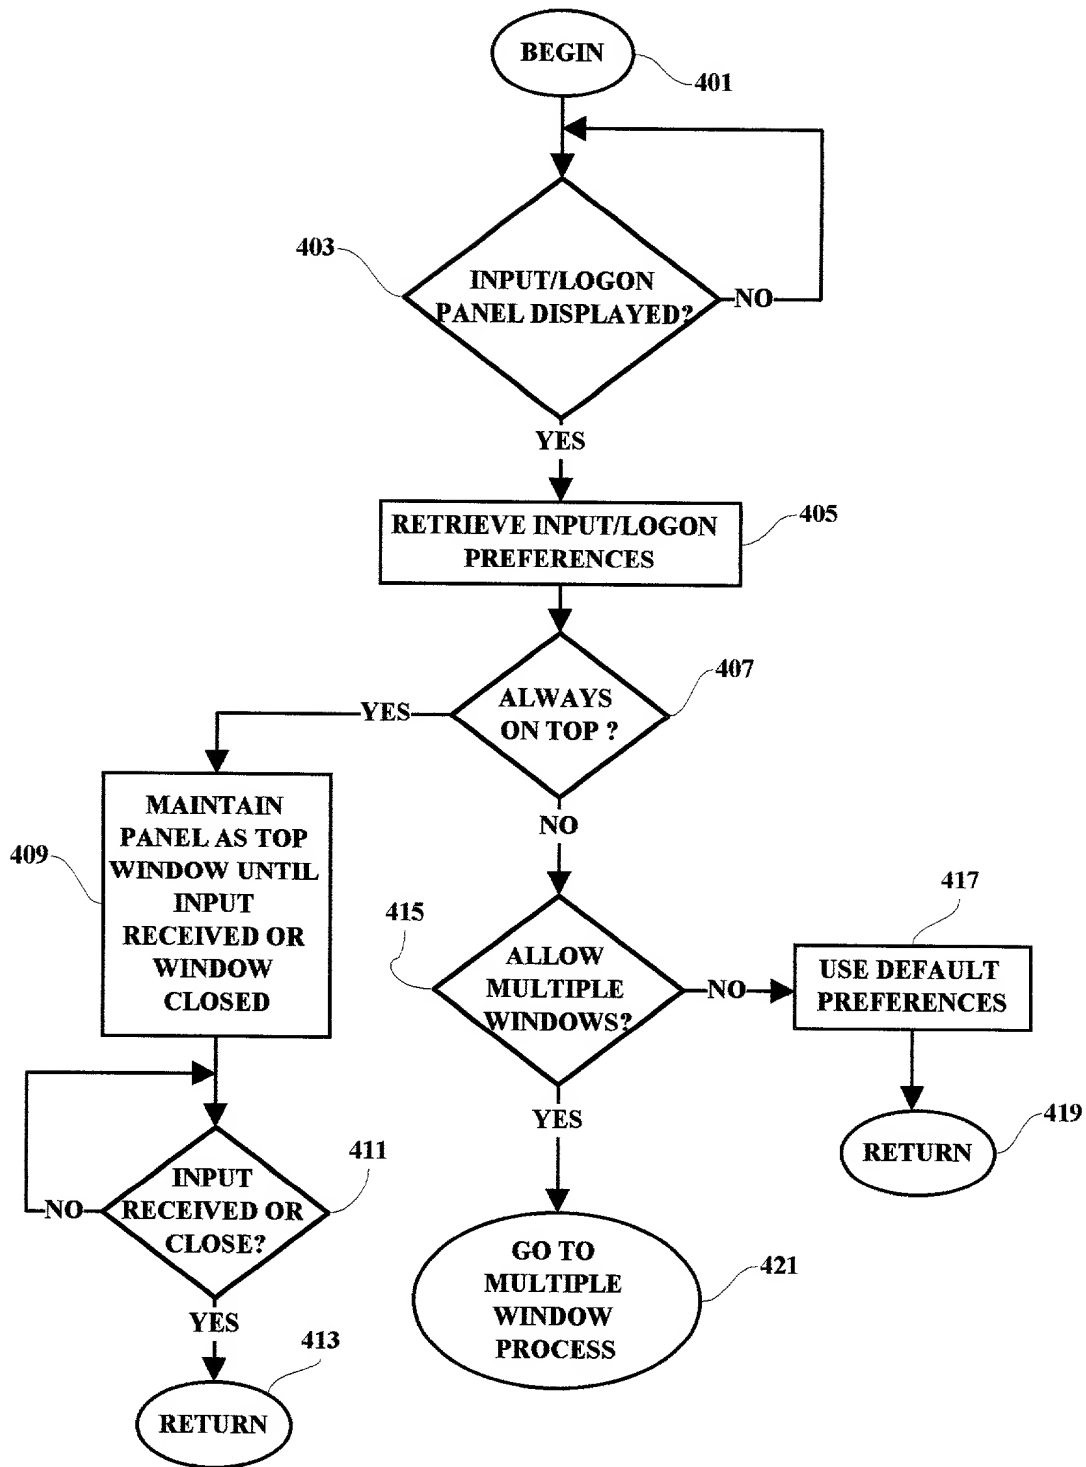 BEGIN
401
403
INPUT/LOGON
PANEL DISPLAYED?
NO
YES
RETRIEVE INPUT/LOGON
PREFERENCES
405
407
ALWAYS
ON TOP ?
YES
NO
MAINTAIN
PANEL AS TOP
WINDOW UNTIL
INPUT
RECEIVED OR
WINDOW
CLOSED
409
415
ALLOW
MULTIPLE
WINDOWS?
NO
417
USE DEFAULT
PREFERENCES
YES
419
RETURN
411
INPUT
RECEIVED OR
CLOSE?
NO
YES
413
RETURN
GO TO
MULTIPLE
WINDOW
PROCESS
421